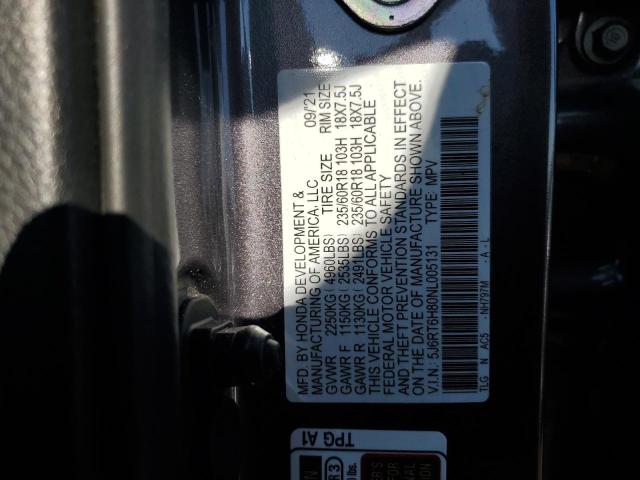 MFD. BY HONDA DEVELOPMENT &
MANUFACTURING OF AMERICA, LLC 09/21
GVWR 2250KG(4960LBS) TIRE SIZE RIM SIZE
GAWR F 1150KG(2535LBS) 235/60R18 103H 18X7.5J
GAWR R 1130KG(2491LBS) 235/60R18 103H 18X7.5J
THIS VEHICLE CONFORMS TO ALL APPLICABLE
FEDERAL MOTOR VEHICLE SAFETY
AND THEFT PREVENTION STANDARDS IN EFFECT
ON THE DATE OF MANUFACTURE SHOWN ABOVE.
V.I.N.: 5J6RT6H80NL005131 TYPE: MPV
TLG N AC5 NH797M - A - L
TPG A1